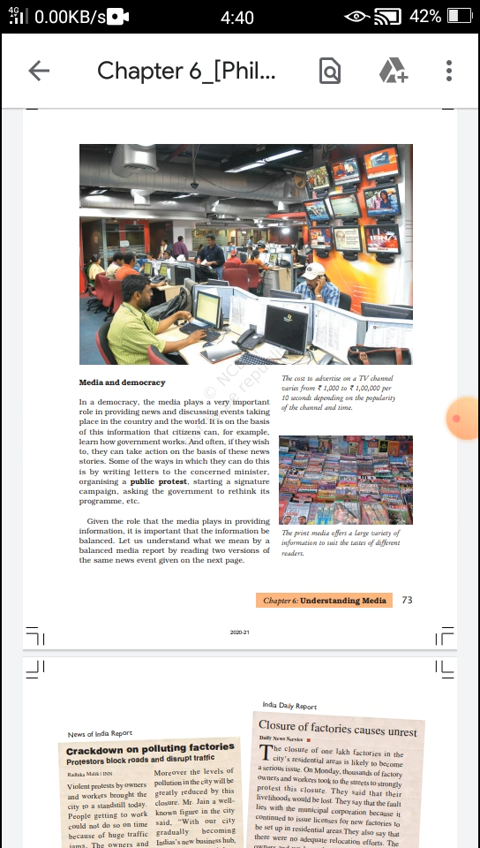 4G
0.00KB/s
4:40
42%
Chapter 6_[Phil...
Media and democracy
In a democracy, the media plays a very important
role in providing news and discussing events taking
place in the country and the world. It is on the basis
of this information that citizens can, for example,
learn how government works. And often, if they wish
to, they can take action on the basis of these news
stories. Some of the ways in which they can do this
is by writing letters to the concerned minister,
organising a public protest, starting a signature
campaign, asking the government to rethink its
programme, etc.
Given the role that the media plays in providing
information, it is important that the information be
balanced. Let us understand what we mean by a
balanced media report by reading two versions of
the same news event given on the next page.
The cost to advertise on a TV channel
varies from ₹ 1,000 to ₹ 1,00,000 per
10 seconds depending on the popularity
of the channel and time.
The print media offers a large variety of
information to suit the tastes of different
readers.
Chapter 6: Understanding Media 73
2020-21
News of India Report
Crackdown on polluting factories
Protestors block roads and disrupt traffic
Radhika Malik | INN
Violent protests by owners
and workers brought the
city to a standstill today.
People getting to work
could not do so on time
because of huge traffic
jams. The owners and
Moreover the levels of
pollution in the city will be
greatly reduced by this
closure. Mr. Jain a well-
known figure in the city
said, "With our city
gradually becoming
India's new business hub,
India Daily Report
Closure of factories causes unrest
Daily News Service
The closure of one lakh factories in the
city's residential areas is likely to become
a serious issue. On Monday, thousands of factory
owners and workers took to the streets to strongly
protest this closure. They said that their
livelihoods would be lost. They say that the fault
lies with the municipal corporation because it
continued to issue licenses for new factories to
be set up in residential areas. They also say that
there were no adequate relocation efforts. The